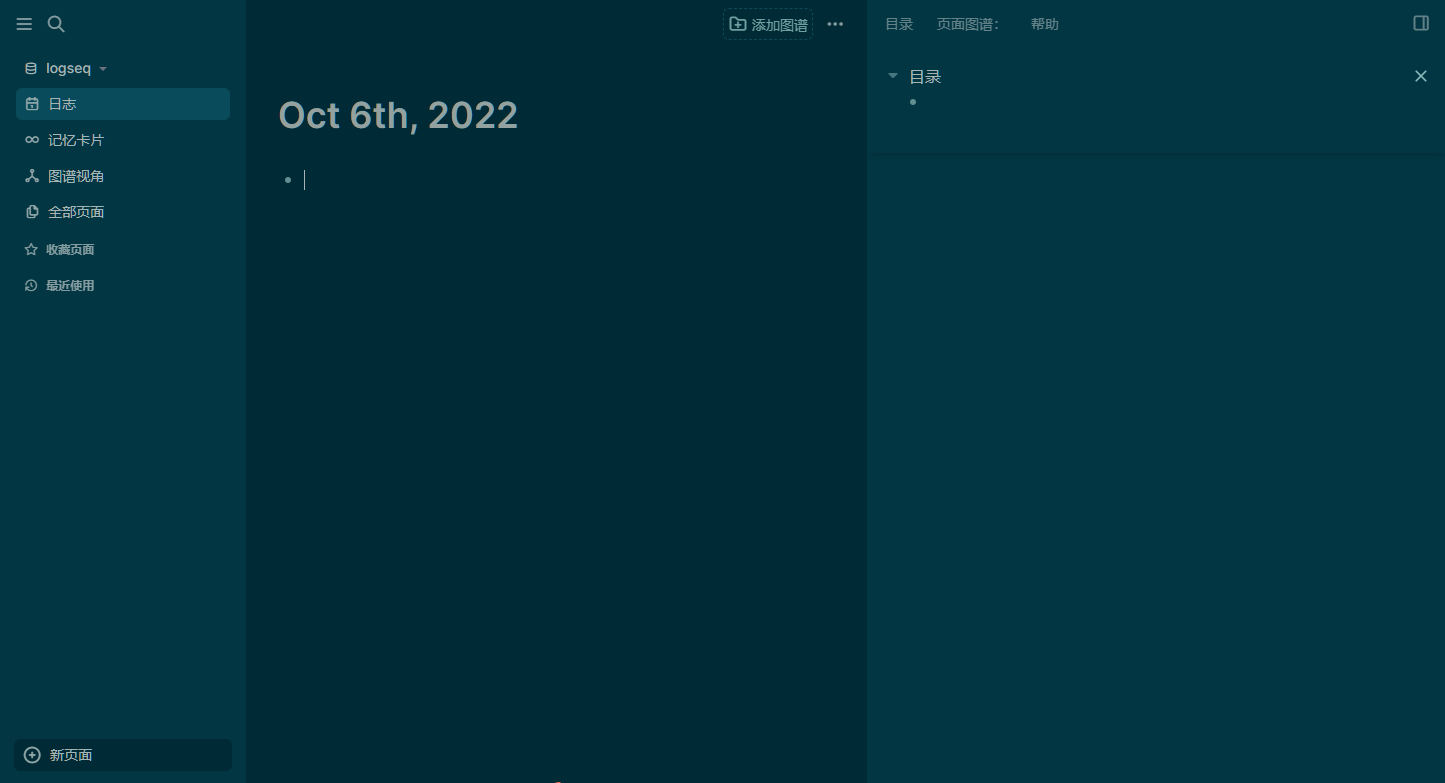 logseq
日志
记忆卡片
图谱视角
全部页面
收藏页面
最近使用
新页面
添加图谱
Oct 6th, 2022
目录 页面图谱： 帮助
目录